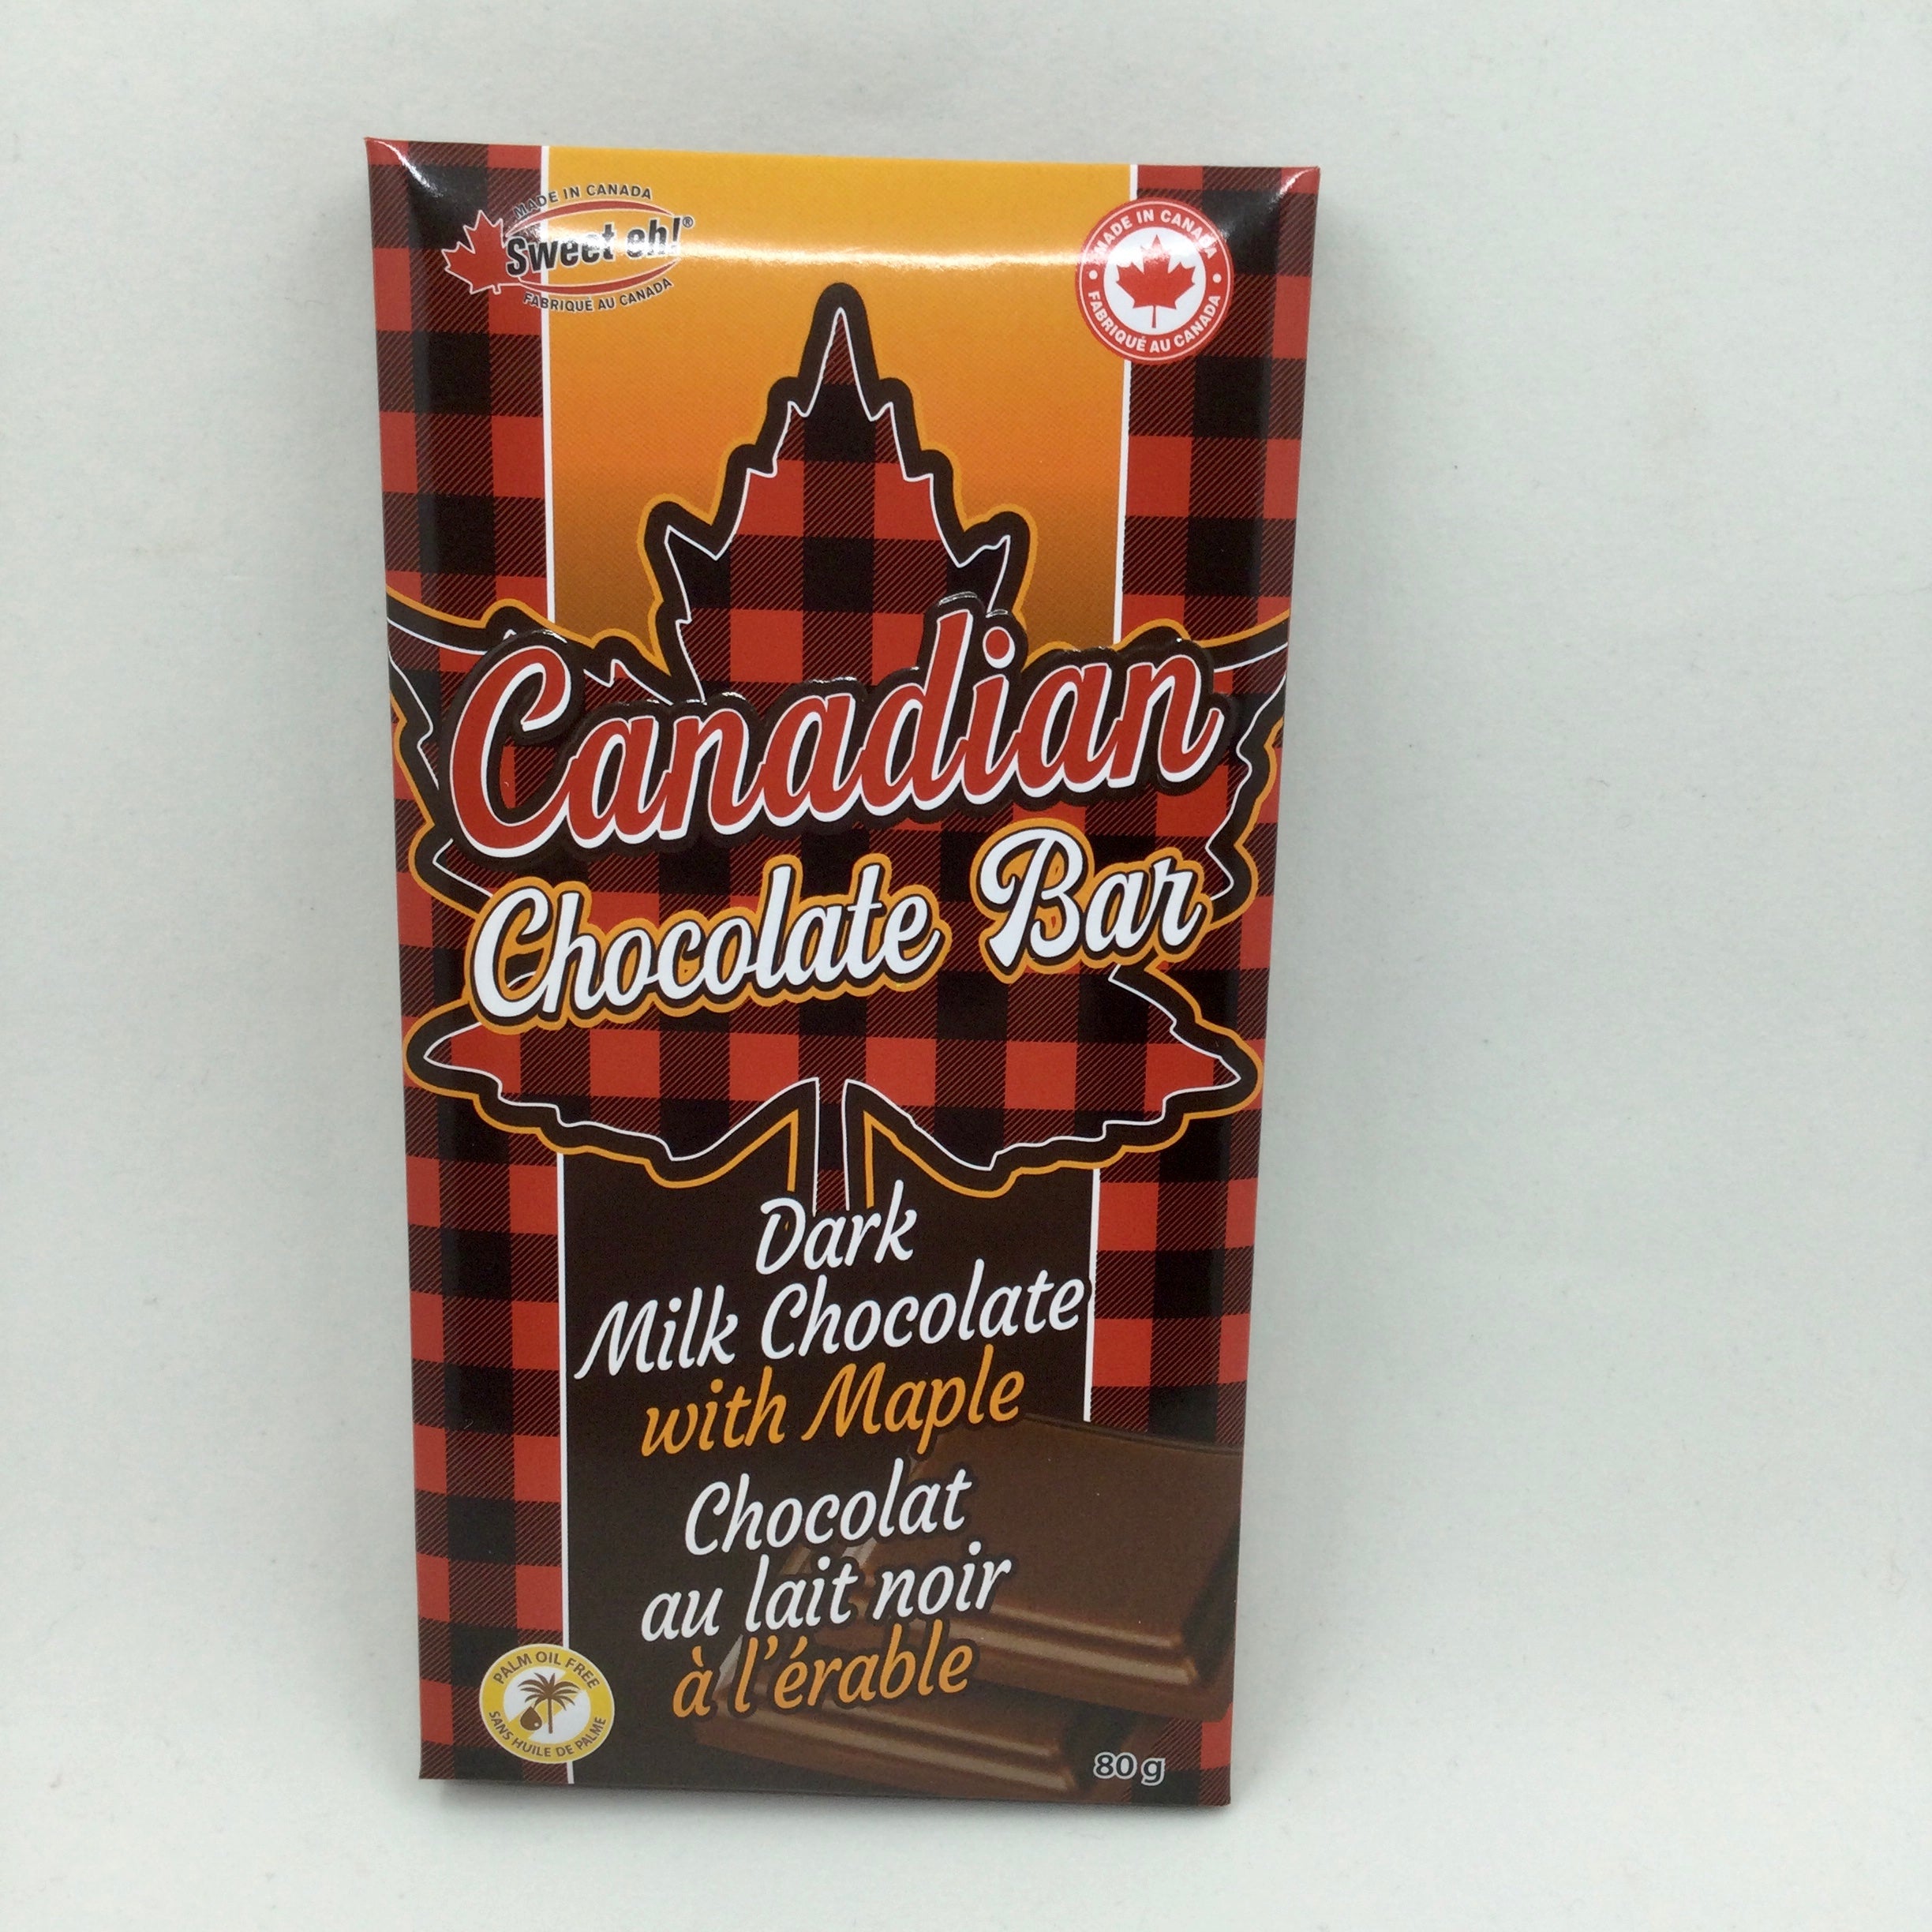 MADE IN CANADA
Sweet eh!®
FABRIQUÉ AU CANADA
MADE IN CANADA
FABRIQUÉ AU CANADA
Canadian
Chocolate Bar
Dark
Milk Chocolate
with Maple
Chocolat
au lait noir
à l'érable
PALM OIL FREE
SANS HUILE DE PALME
80 g